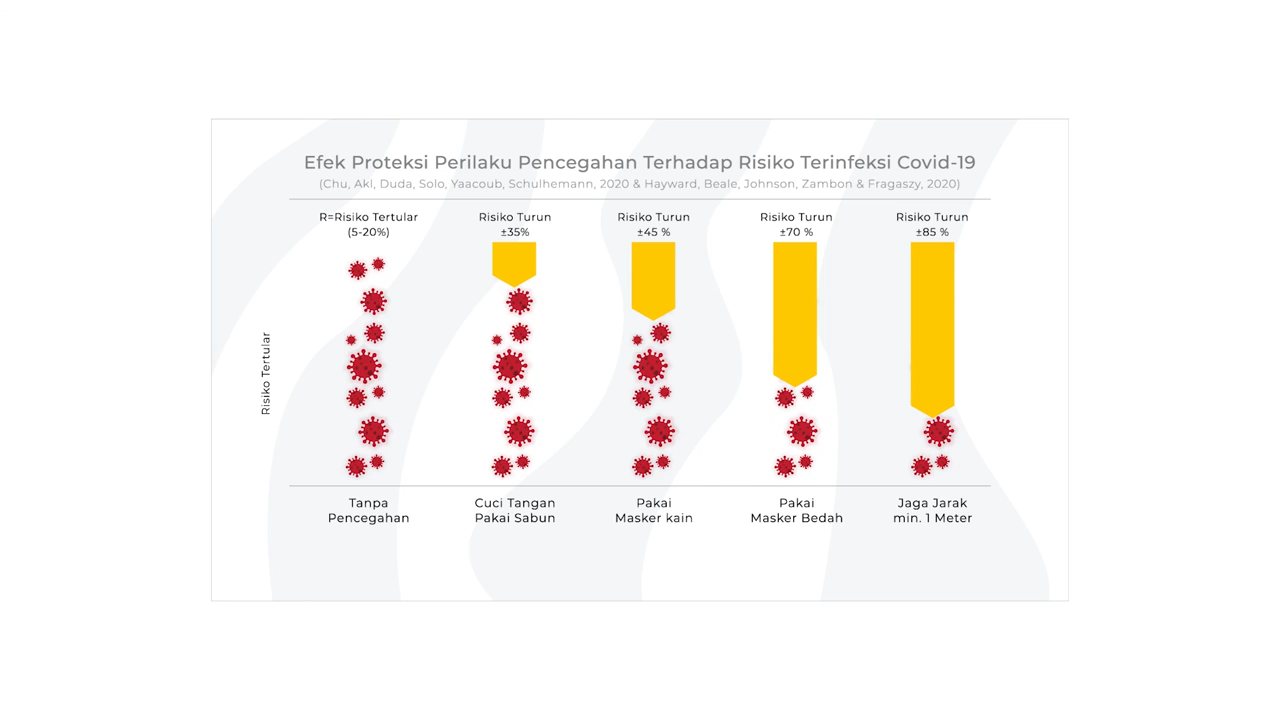 Efek Proteksi Perilaku Pencegahan Terhadap Risiko Terinfeksi Covid-19
(Chu, Akl, Duda, Solo, Yaacoub, Schulhemann, 2020 & Hayward, Beale, Johnson, Zambon & Fragaszy, 2020)
R=Risiko Tertular
(5-20%)
Risiko Turun
±35%
Risiko Turun
±45 %
Risiko Turun
±70 %
Risiko Turun
±85 %
Risiko Tertular
Tanpa
Pencegahan
Cuci Tangan
Pakai Sabun
Pakai
Masker kain
Pakai
Masker Bedah
Jaga Jarak
min. 1 Meter